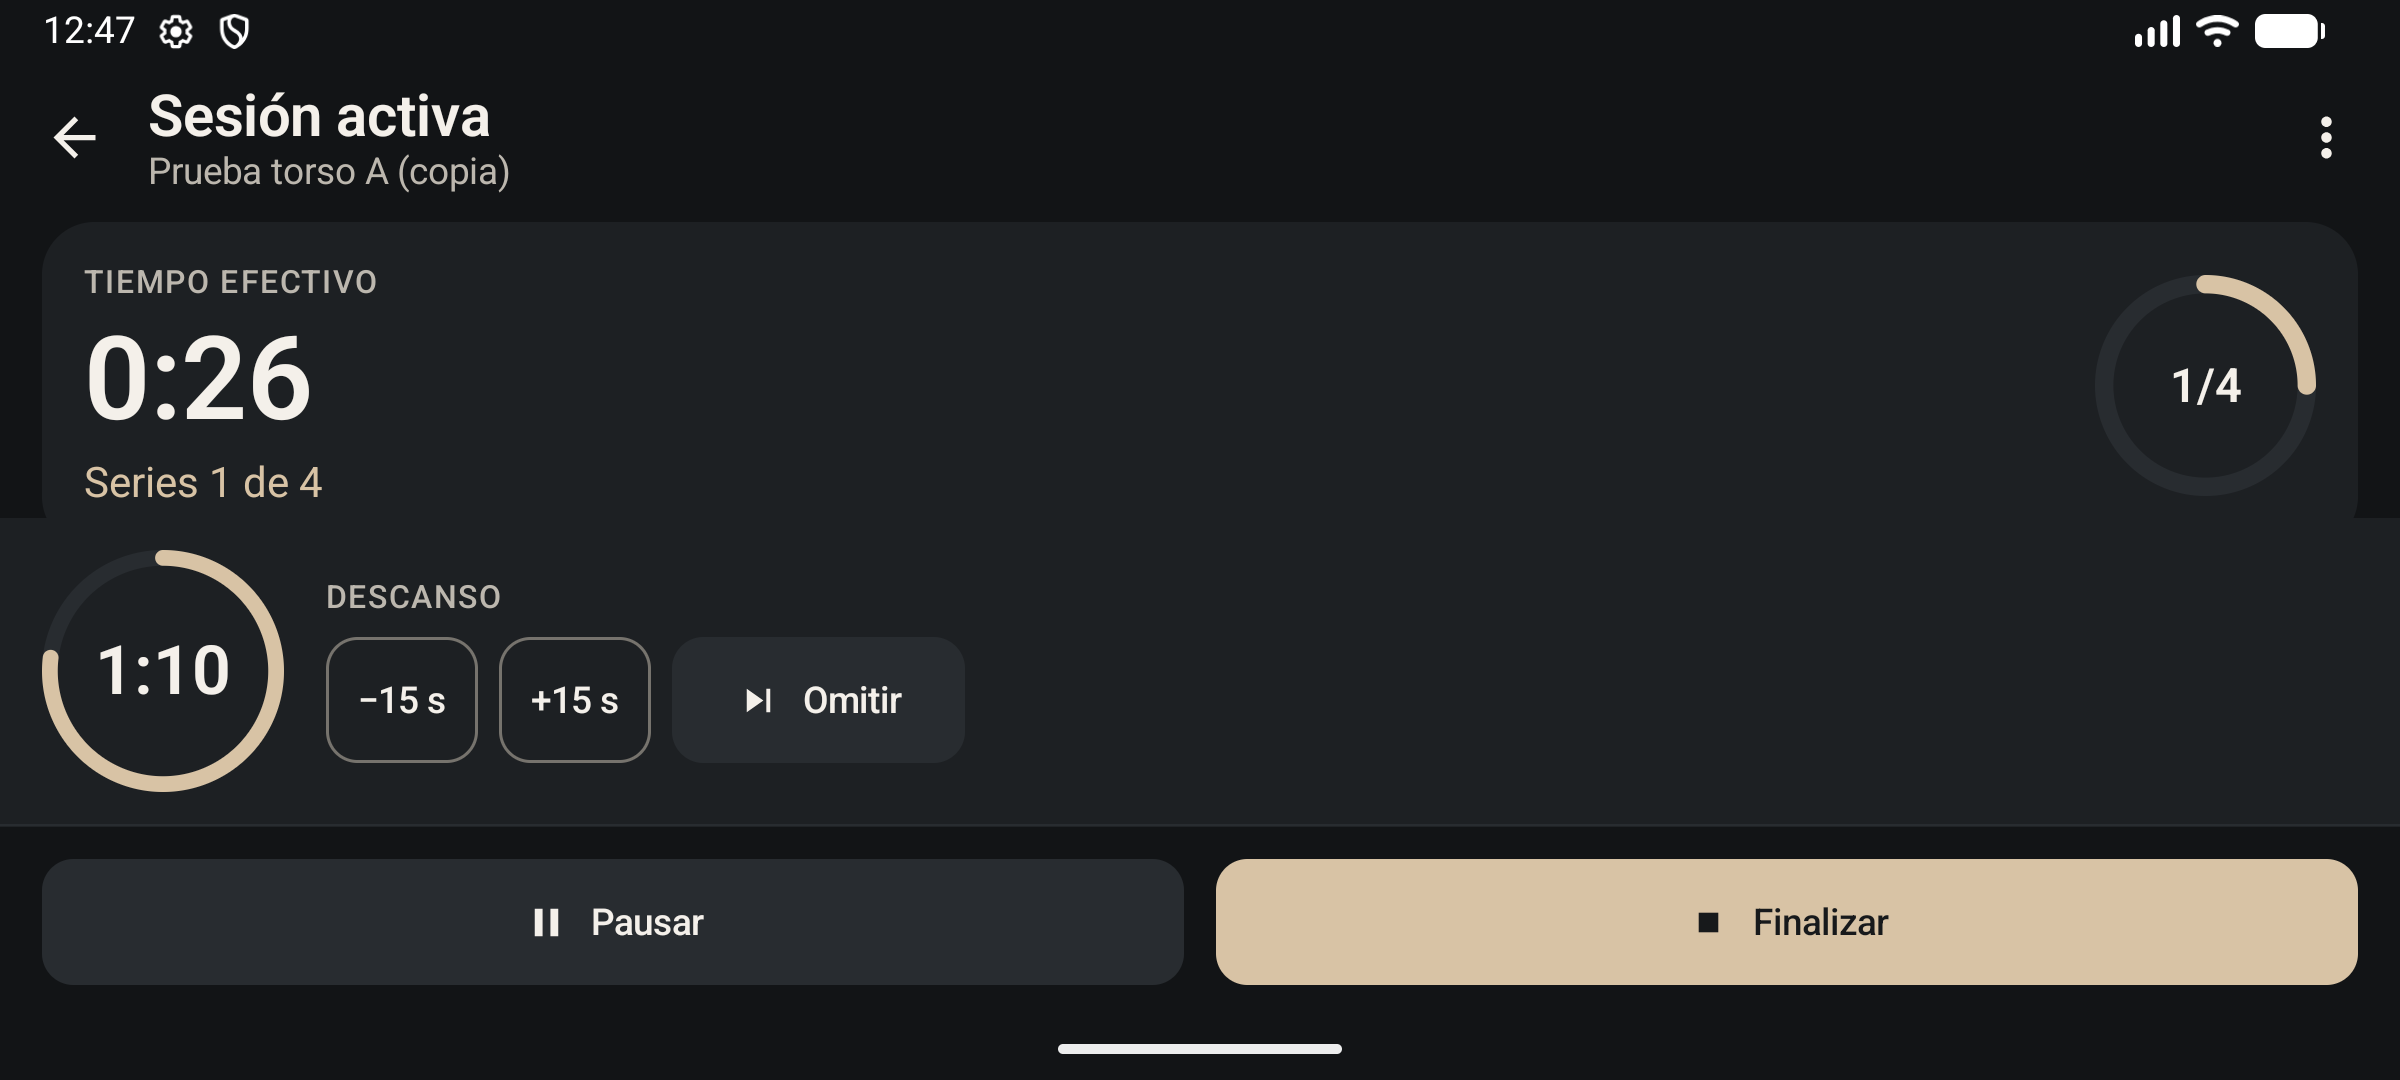 12:47
Sesión activa
Prueba torso A (copia)
TIEMPO EFECTIVO
0:26
Series 1 de 4
1/4
1:10
DESCANSO
−15 s
+15 s
Omitir
Pausar
Finalizar